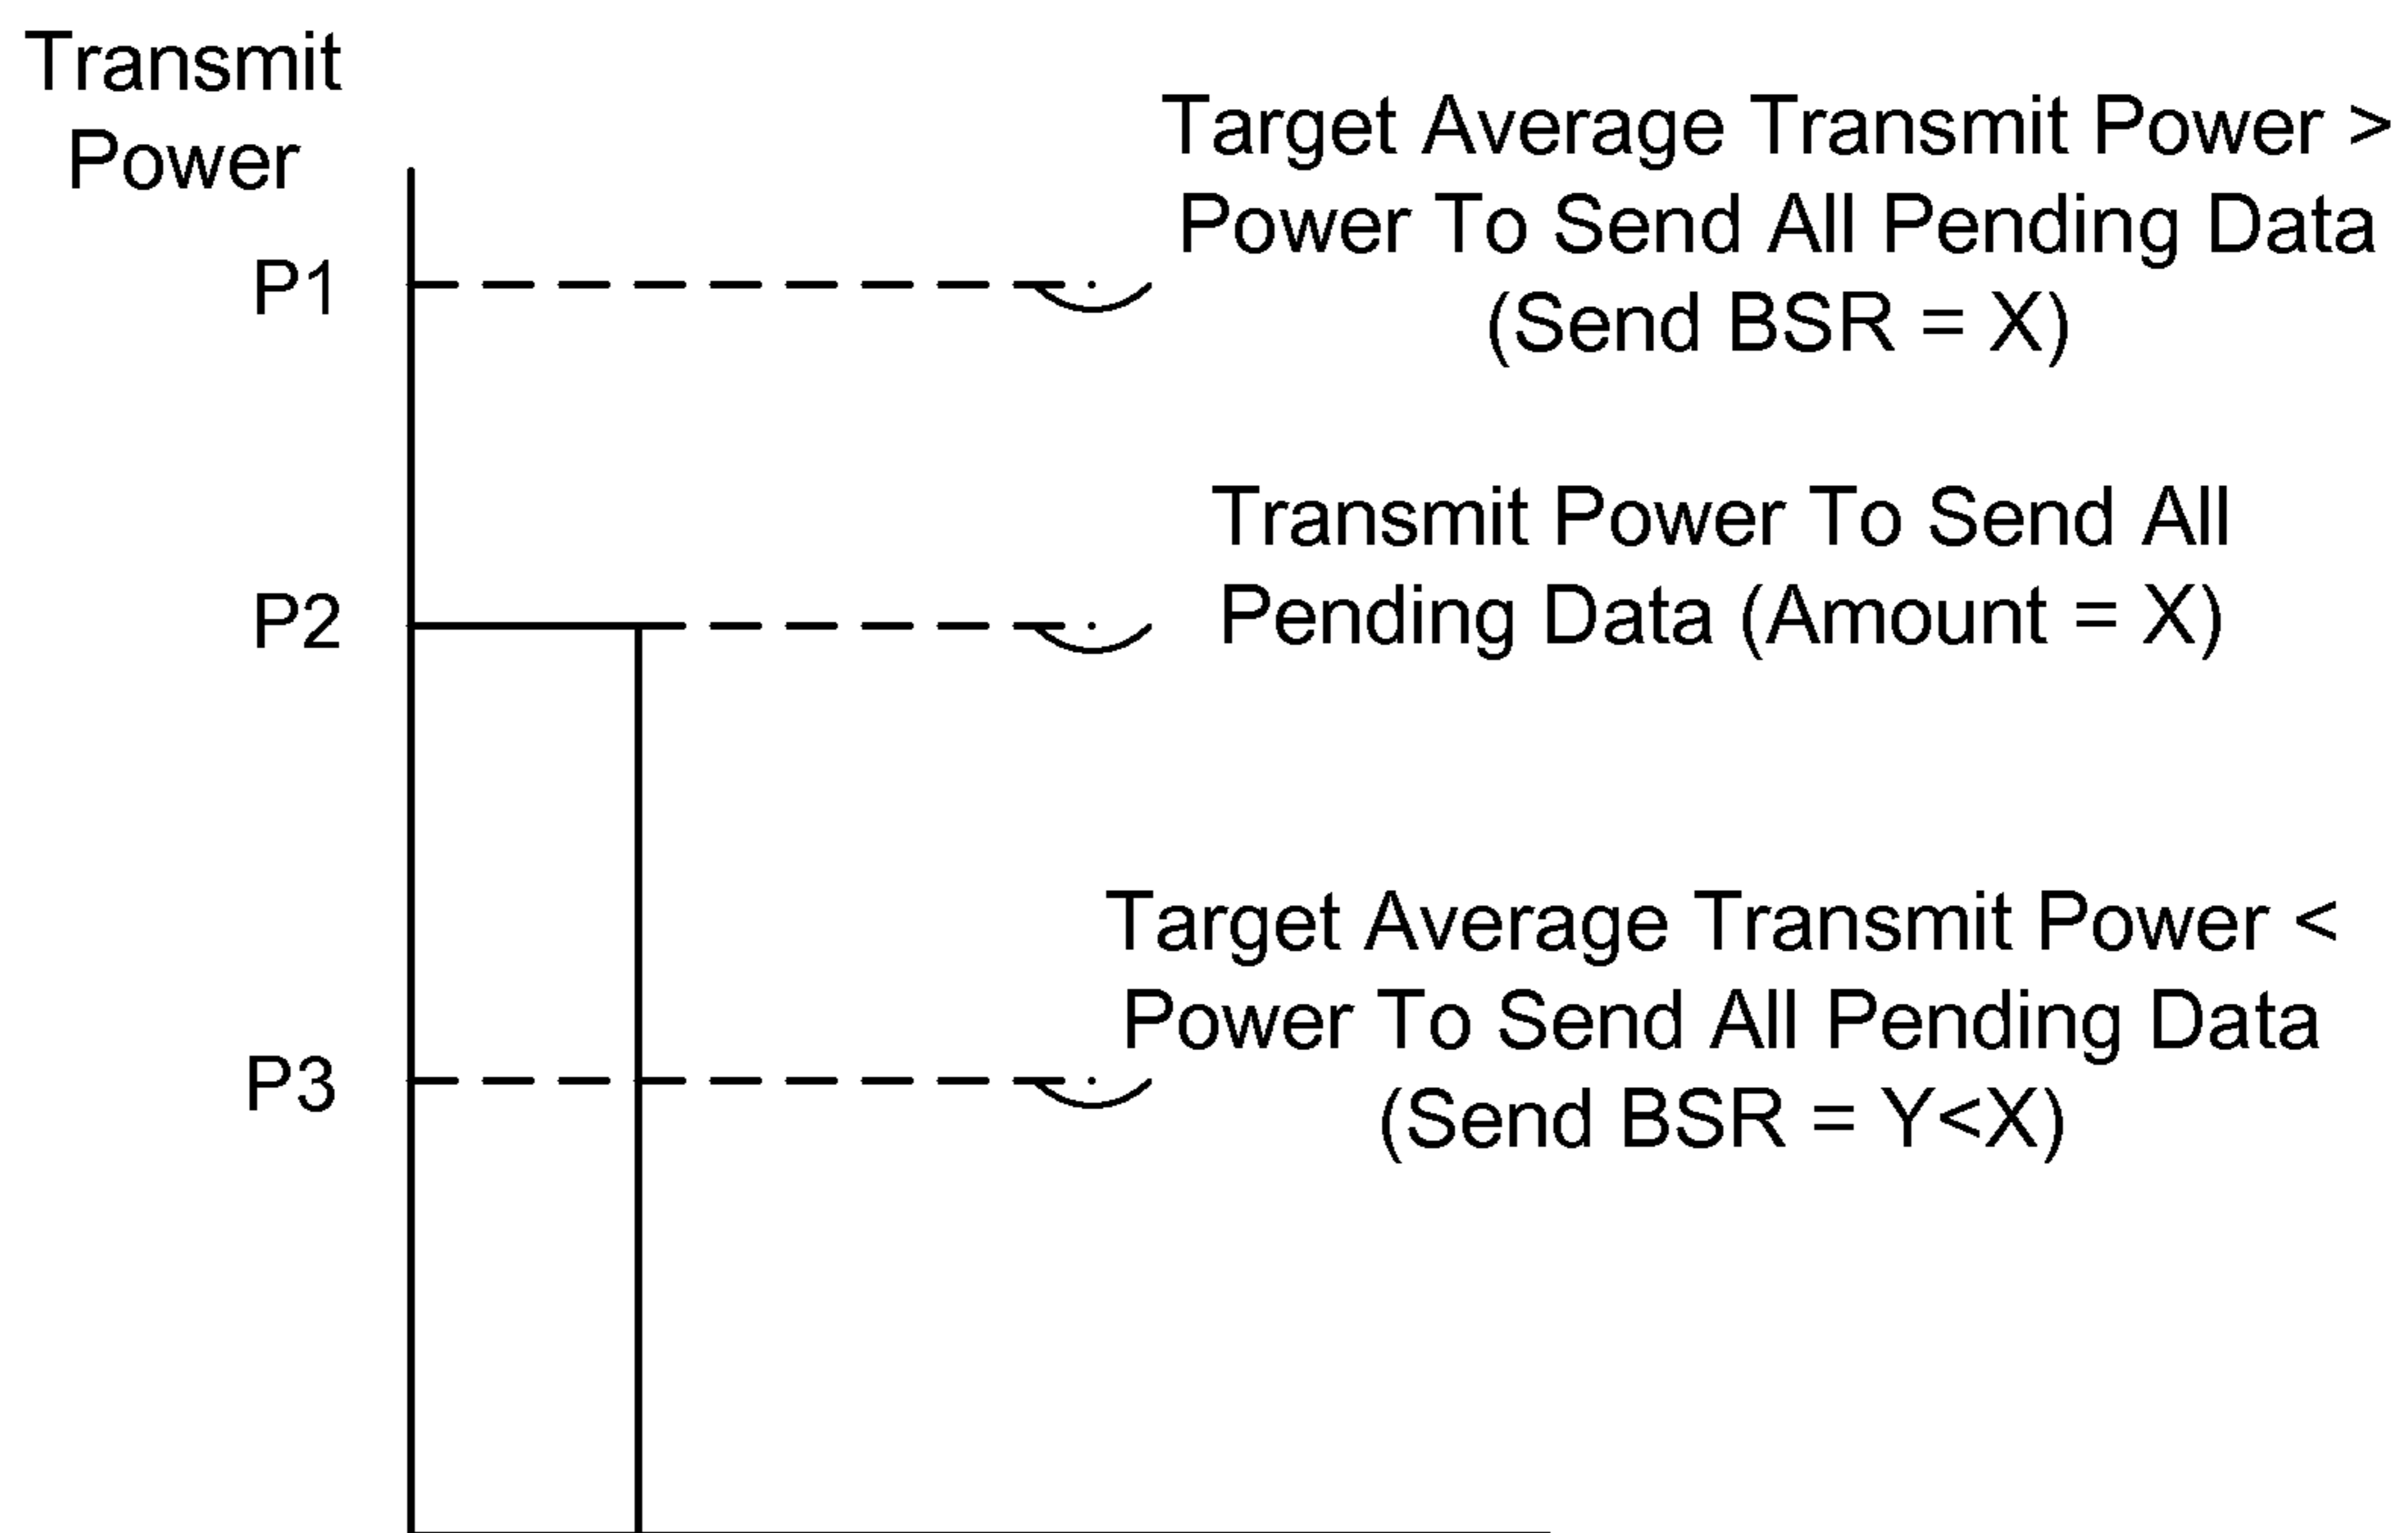 Transmit
Power
P1
Target Average Transmit Power >
Power To Send All Pending Data
(Send BSR = X)
P2
Transmit Power To Send All
Pending Data (Amount = X)
P3
Target Average Transmit Power <
Power To Send All Pending Data
(Send BSR = Y<X)